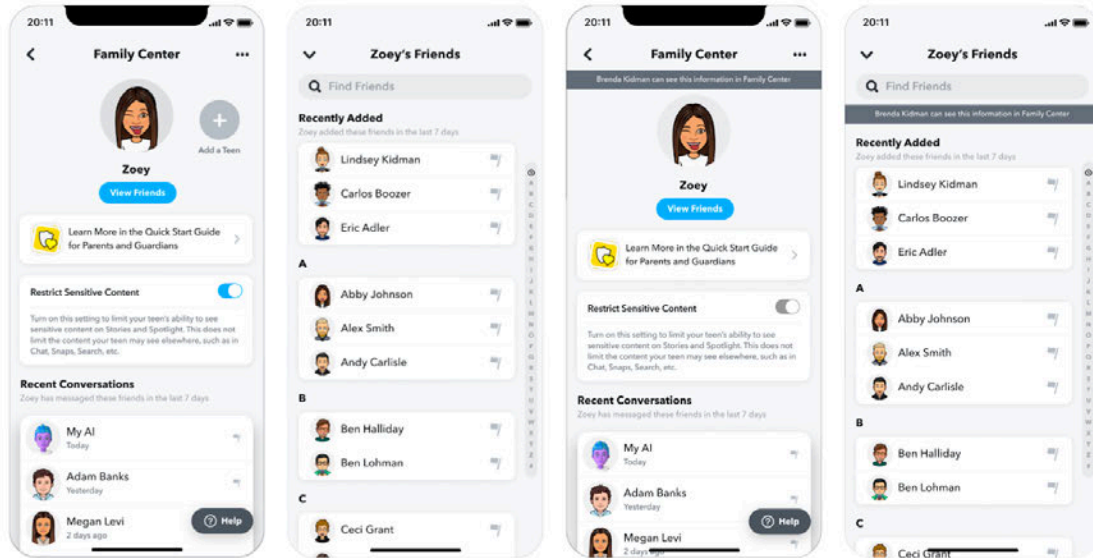 20:11
Family Center
Add a Teen
Zoey
View Friends
Learn More in the Quick Start Guide
for Parents and Guardians
Restrict Sensitive Content
Turn on this setting to limit your teen's ability to see
sensitive content on Stories and Spotlight. This does not
limit the content your teen may see elsewhere, such as in
Chat, Snaps, Search, etc.
Recent Conversations
Zoey has messaged these friends in the last 7 days
My AI
Today
Adam Banks
Yesterday
Megan Levi
2 days ago
Help
20:11
Zoey's Friends
Find Friends
Recently Added
Zoey added these friends in the last 7 days
Lindsey Kidman
Carlos Boozer
Eric Adler
A
Abby Johnson
Alex Smith
Andy Carlisle
B
Ben Halliday
Ben Lohman
C
Ceci Grant
20:11
Family Center
Brenda Kidman can see this information in Family Center
Zoey
View Friends
Learn More in the Quick Start Guide
for Parents and Guardians
Restrict Sensitive Content
Turn on this setting to limit your teen's ability to see
sensitive content on Stories and Spotlight. This does not
limit the content your teen may see elsewhere, such as in
Chat, Snaps, Search, etc.
Recent Conversations
Zoey has messaged these friends in the last 7 days
My AI
Today
Adam Banks
Yesterday
Megan Levi
2 days ago
Help
20:11
Zoey's Friends
Find Friends
Brenda Kidman can see this information in Family Center
Recently Added
Zoey added these friends in the last 7 days
Lindsey Kidman
Carlos Boozer
Eric Adler
A
Abby Johnson
Alex Smith
Andy Carlisle
B
Ben Halliday
Ben Lohman
C
Ceci Grant